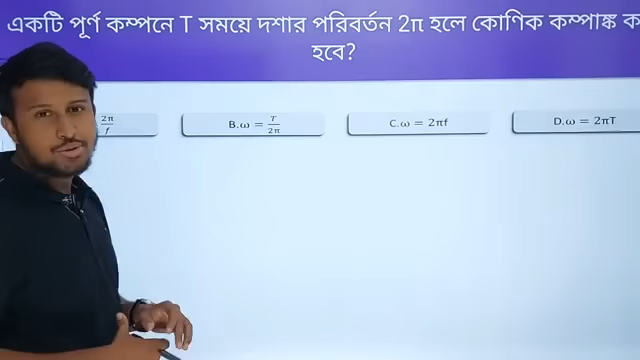 একটি পূর্ণ কম্পনে T সময়ে দশার পরিবর্তন 2π হলে কোণিক কম্পাঙ্ক ক
হবে?
2π/f
B.ω = T/2π
C.ω = 2πf
D.ω = 2πT